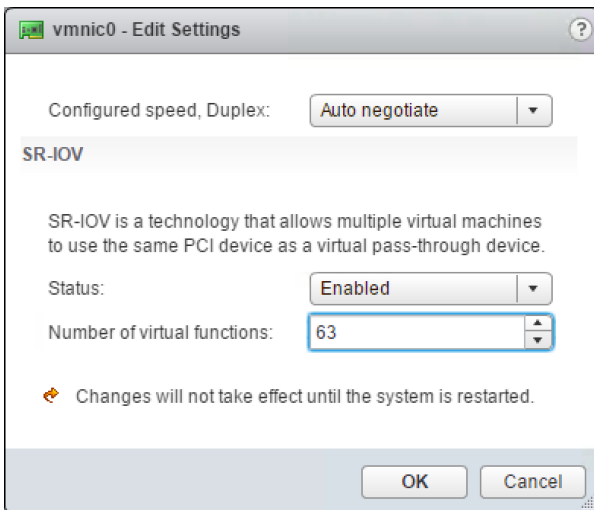 vmnic0 - Edit Settings ?
Configured speed, Duplex: Auto negotiate
SR-IOV
SR-IOV is a technology that allows multiple virtual machines
to use the same PCI device as a virtual pass-through device.
Status: Enabled
Number of virtual functions: 63
Changes will not take effect until the system is restarted.
OK Cancel